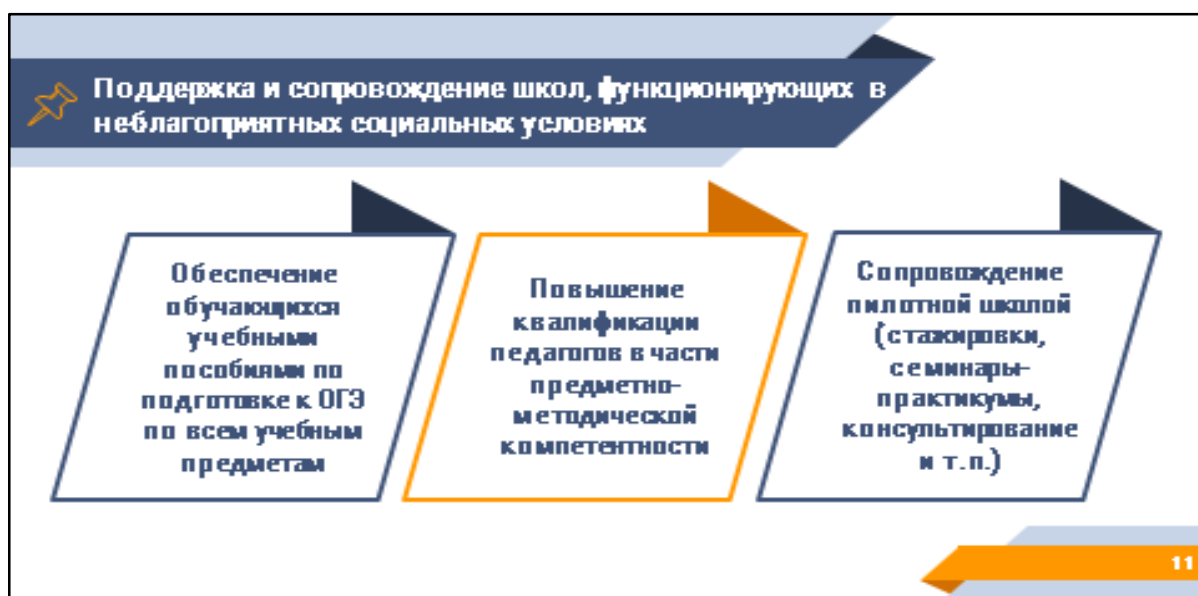 Поддержка и сопровождение школ, функционирующих в
неблагоприятных социальных условиях
Обеспечение
обучающихся
учебными
пособиями по
подготовке к ОГЭ
по всем учебным
предметам
Повышение
квалификации
педагогов в части
предметно-
методической
компетентности
Сопровождение
пилотной школой
(стажировки,
семинары-
практикумы,
консультирование
и т.п.)
11